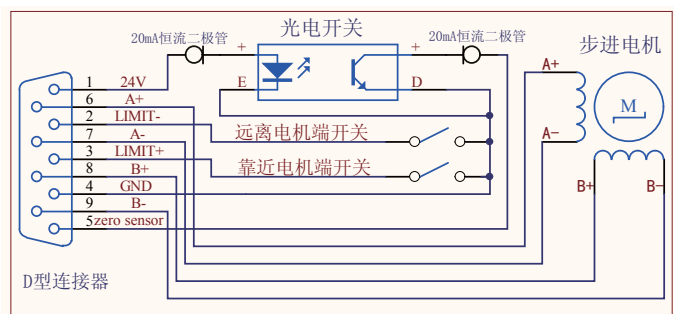 光电开关
20mA恒流二极管
20mA恒流二极管
步进电机
+
+
E
D
A+
A-
M
B+
B-
1 24V
6 A+
2 LIMIT-
7 A-
3 LIMIT+
8 B+
4 GND
9 B-
5 zero sensor
远离电机端开关
靠近电机端开关
D型连接器